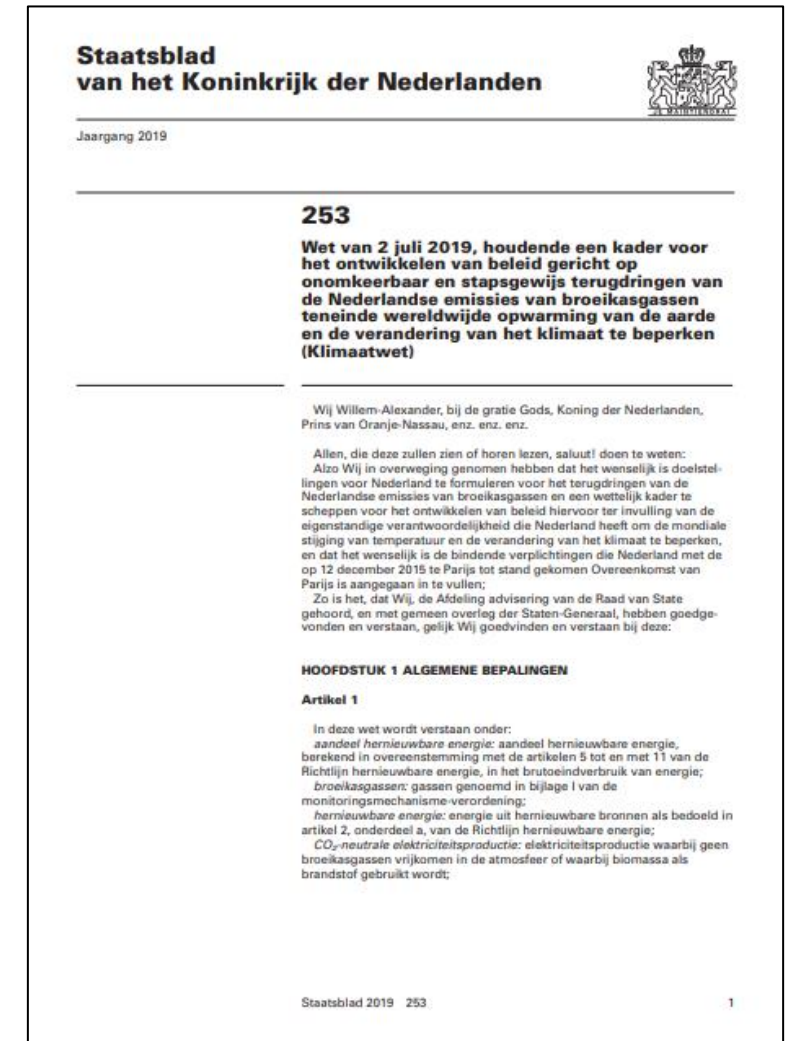 Staatsblad
van het Koninkrijk der Nederlanden
Jaargang 2019
253
Wet van 2 juli 2019, houdende een kader voor
het ontwikkelen van beleid gericht op
onomkeerbaar en stapsgewijs terugdringen van
de Nederlandse emissies van broeikasgassen
teneinde wereldwijde opwarming van de aarde
en de verandering van het klimaat te beperken
(Klimaatwet)
Wij Willem-Alexander, bij de gratie Gods, Koning der Nederlanden,
Prins van Oranje-Nassau, enz. enz. enz.
Allen, die deze zullen zien of horen lezen, saluut! doen te weten:
Alzo Wij in overweging genomen hebben dat het wenselijk is doelstel-
lingen voor Nederland te formuleren voor het terugdringen van de
Nederlandse emissies van broeikasgassen en een wettelijk kader te
scheppen voor het ontwikkelen van beleid hiervoor ter invulling van de
eigenstandige verantwoordelijkheid die Nederland heeft om de mondiale
stijging van temperatuur en de verandering van het klimaat te beperken,
en dat het wenselijk is de bindende verplichtingen die Nederland met de
op 12 december 2015 te Parijs tot stand gekomen Overeenkomst van
Parijs is aangegaan in te vullen;
Zo is het, dat Wij, de Afdeling advisering van de Raad van State
gehoord, en met gemeen overleg der Staten-Generaal, hebben goedge-
vonden en verstaan, gelijk Wij goedvinden en verstaan bij deze:
HOOFDSTUK 1 ALGEMENE BEPALINGEN
Artikel 1
In deze wet wordt verstaan onder:
aandeel hernieuwbare energie: aandeel hernieuwbare energie,
berekend in overeenstemming met de artikelen 5 tot en met 11 van de
Richtlijn hernieuwbare energie, in het brutoeindverbruik van energie;
broeikasgassen: gassen genoemd in bijlage I van de
monitoringsmechanisme-verordening;
hernieuwbare energie: energie uit hernieuwbare bronnen als bedoeld in
artikel 2, onderdeel a, van de Richtlijn hernieuwbare energie;
CO₂-neutrale elektriciteitsproductie: elektriciteitsproductie waarbij geen
broeikasgassen vrijkomen in de atmosfeer of waarbij biomassa als
brandstof gebruikt wordt;
Staatsblad 2019 253 1